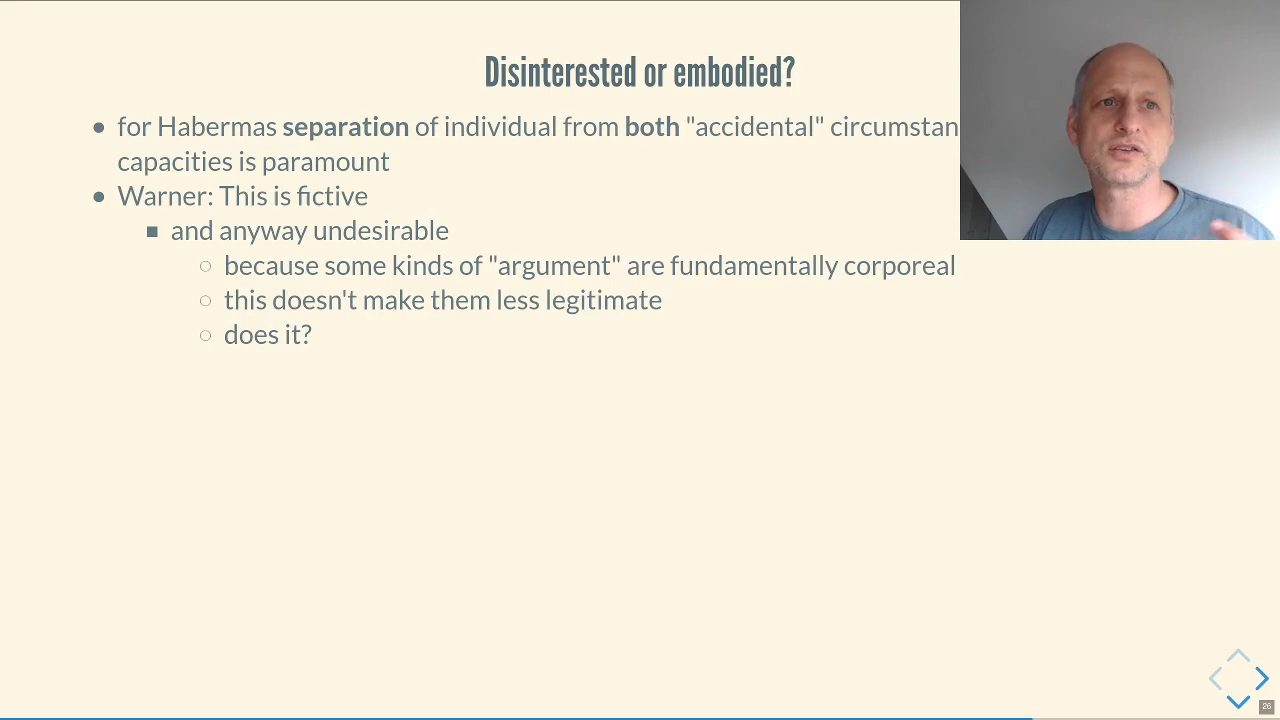 Disinterested or embodied?
for Habermas separation of individual from both "accidental"
capacities is paramount
Warner: This is fictive
and anyway undesirable
because some kinds of "argument" are fundamentally corporeal
this doesn't make them less legitimate
does it?
26